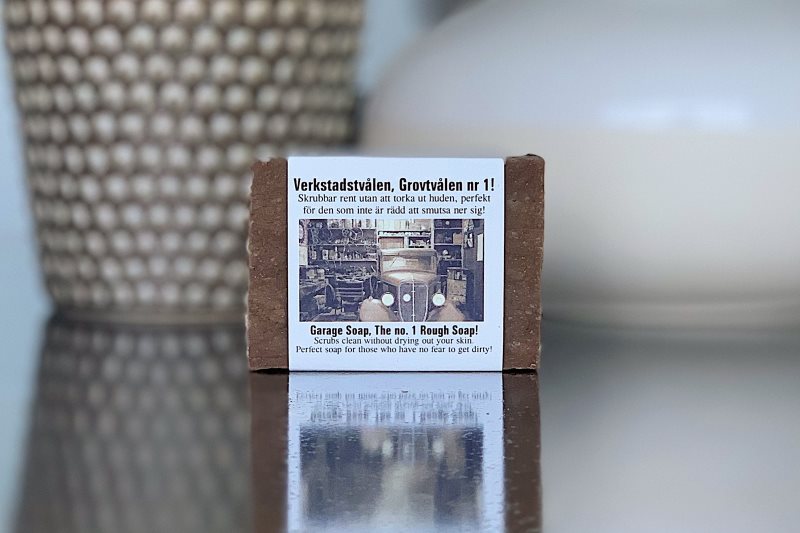 Verkstadstvålen, Grovtvålen nr 1!
Skrubbar rent utan att torka ut huden, perfekt
för den som inte är rädd att smutsa ner sig!
Garage Soap, The no. 1 Rough Soap!
Scrubs clean without drying out your skin.
Perfect soap for those who have no fear to get dirty!